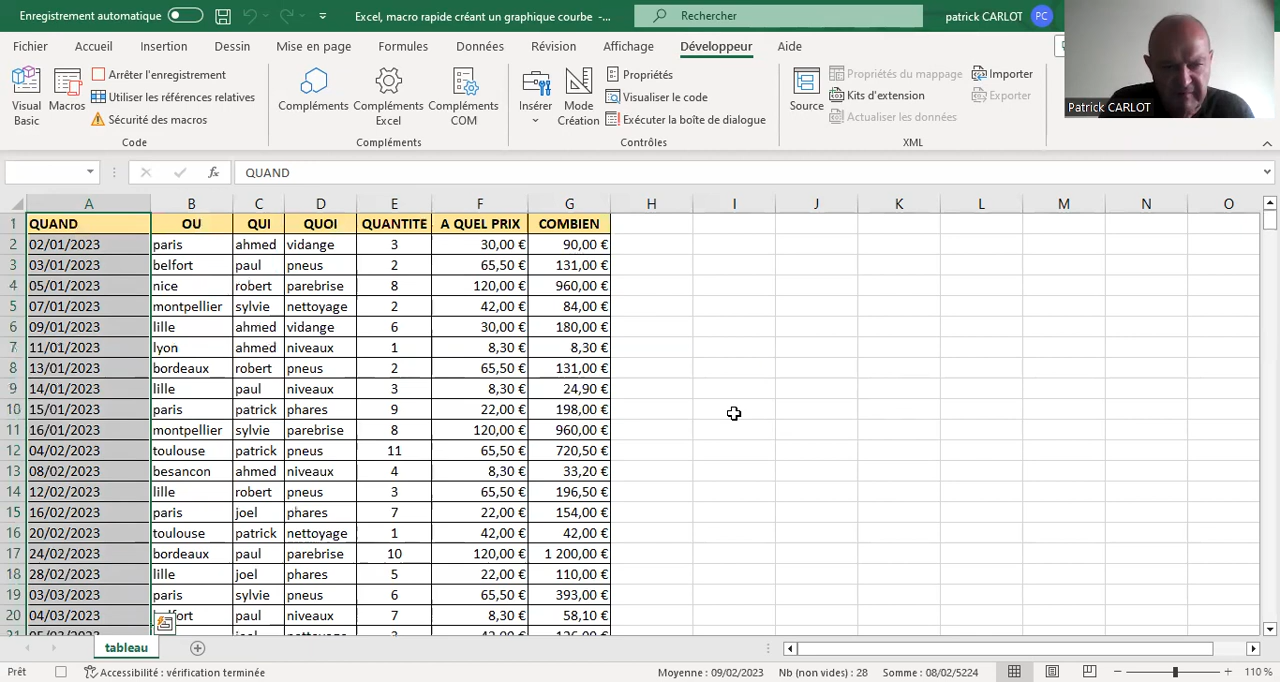 Enregistrement automatique
Excel, macro rapide créant un graphique courbe -...
Rechercher
patrick CARLOT PC
Fichier Accueil Insertion Dessin Mise en page Formules Données Révision Affichage Développeur Aide
Visual Basic
Macros
Arrêter l'enregistrement
Utiliser les références relatives
Sécurité des macros
Code
Compléments
Compléments Excel
Compléments COM
Compléments
Insérer
Mode Création
Propriétés
Visualiser le code
Exécuter la boîte de dialogue
Contrôles
Source
Propriétés du mappage
Kits d'extension
Actualiser les données
Importer
Exporter
XML
Patrick CARLOT
fx QUAND
A B C D E F G H I J K L M N O
1 QUAND OU QUI QUOI QUANTITE A QUEL PRIX COMBIEN
2 02/01/2023 paris ahmed vidange 3 30,00 € 90,00 €
3 03/01/2023 belfort paul pneus 2 65,50 € 131,00 €
4 05/01/2023 nice robert parebrise 8 120,00 € 960,00 €
5 07/01/2023 montpellier sylvie nettoyage 2 42,00 € 84,00 €
6 09/01/2023 lille ahmed vidange 6 30,00 € 180,00 €
7 11/01/2023 lyon ahmed niveaux 1 8,30 € 8,30 €
8 13/01/2023 bordeaux robert pneus 2 65,50 € 131,00 €
9 14/01/2023 lille paul niveaux 3 8,30 € 24,90 €
10 15/01/2023 paris patrick phares 9 22,00 € 198,00 €
11 16/01/2023 montpellier sylvie parebrise 8 120,00 € 960,00 €
12 04/02/2023 toulouse patrick pneus 11 65,50 € 720,50 €
13 08/02/2023 besancon ahmed niveaux 4 8,30 € 33,20 €
14 12/02/2023 lille robert pneus 3 65,50 € 196,50 €
15 16/02/2023 paris joel phares 7 22,00 € 154,00 €
16 20/02/2023 toulouse patrick nettoyage 1 42,00 € 42,00 €
17 24/02/2023 bordeaux paul parebrise 10 120,00 € 1 200,00 €
18 28/02/2023 lille joel phares 5 22,00 € 110,00 €
19 03/03/2023 paris sylvie pneus 6 65,50 € 393,00 €
20 04/03/2023 paul niveaux 7 8,30 € 58,10 €
tableau
Prêt Accessibilité : vérification terminée Moyenne : 09/02/2023 Nb (non vides) : 28 Somme : 08/02/5224 110 %